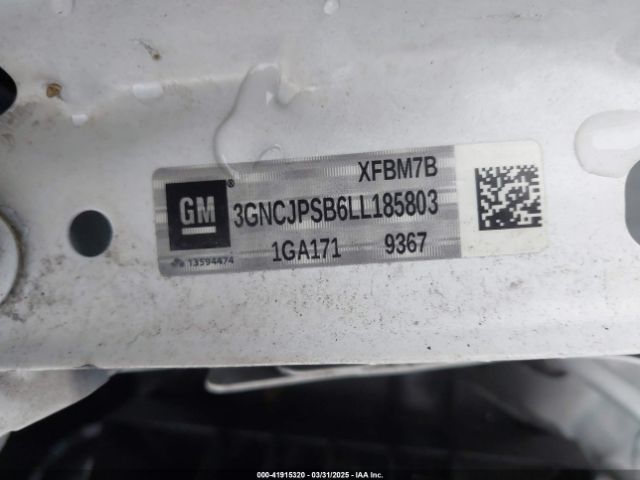 XFBM7B
GM®
3GNCJPSB6LL185803
1GA171 9367
13594474
000-41915320 - 03/31/2025 - IAA Inc.